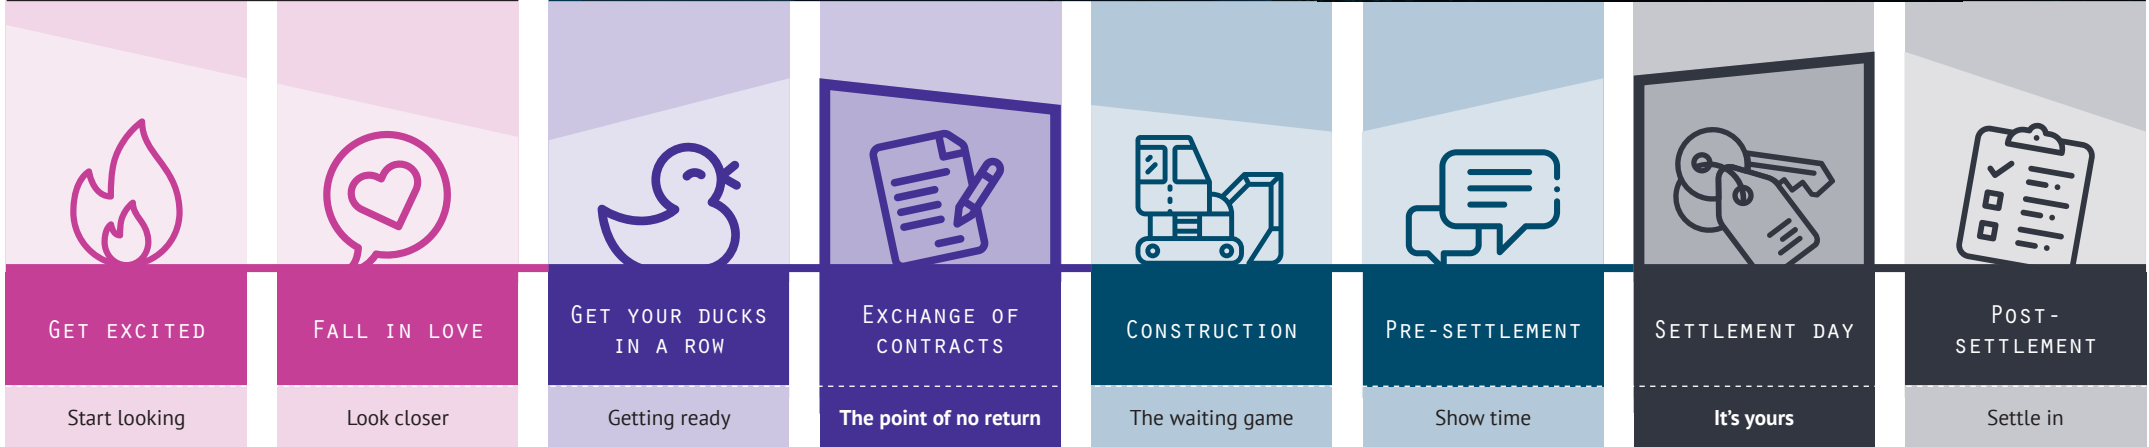 Get excited
Start looking
Fall in love
Look closer
Get your ducks
in a row
Getting ready
Exchange of
contracts
The point of no return
Construction
The waiting game
Pre-settlement
Show time
Settlement day
It's yours
Post-
settlement
Settle in